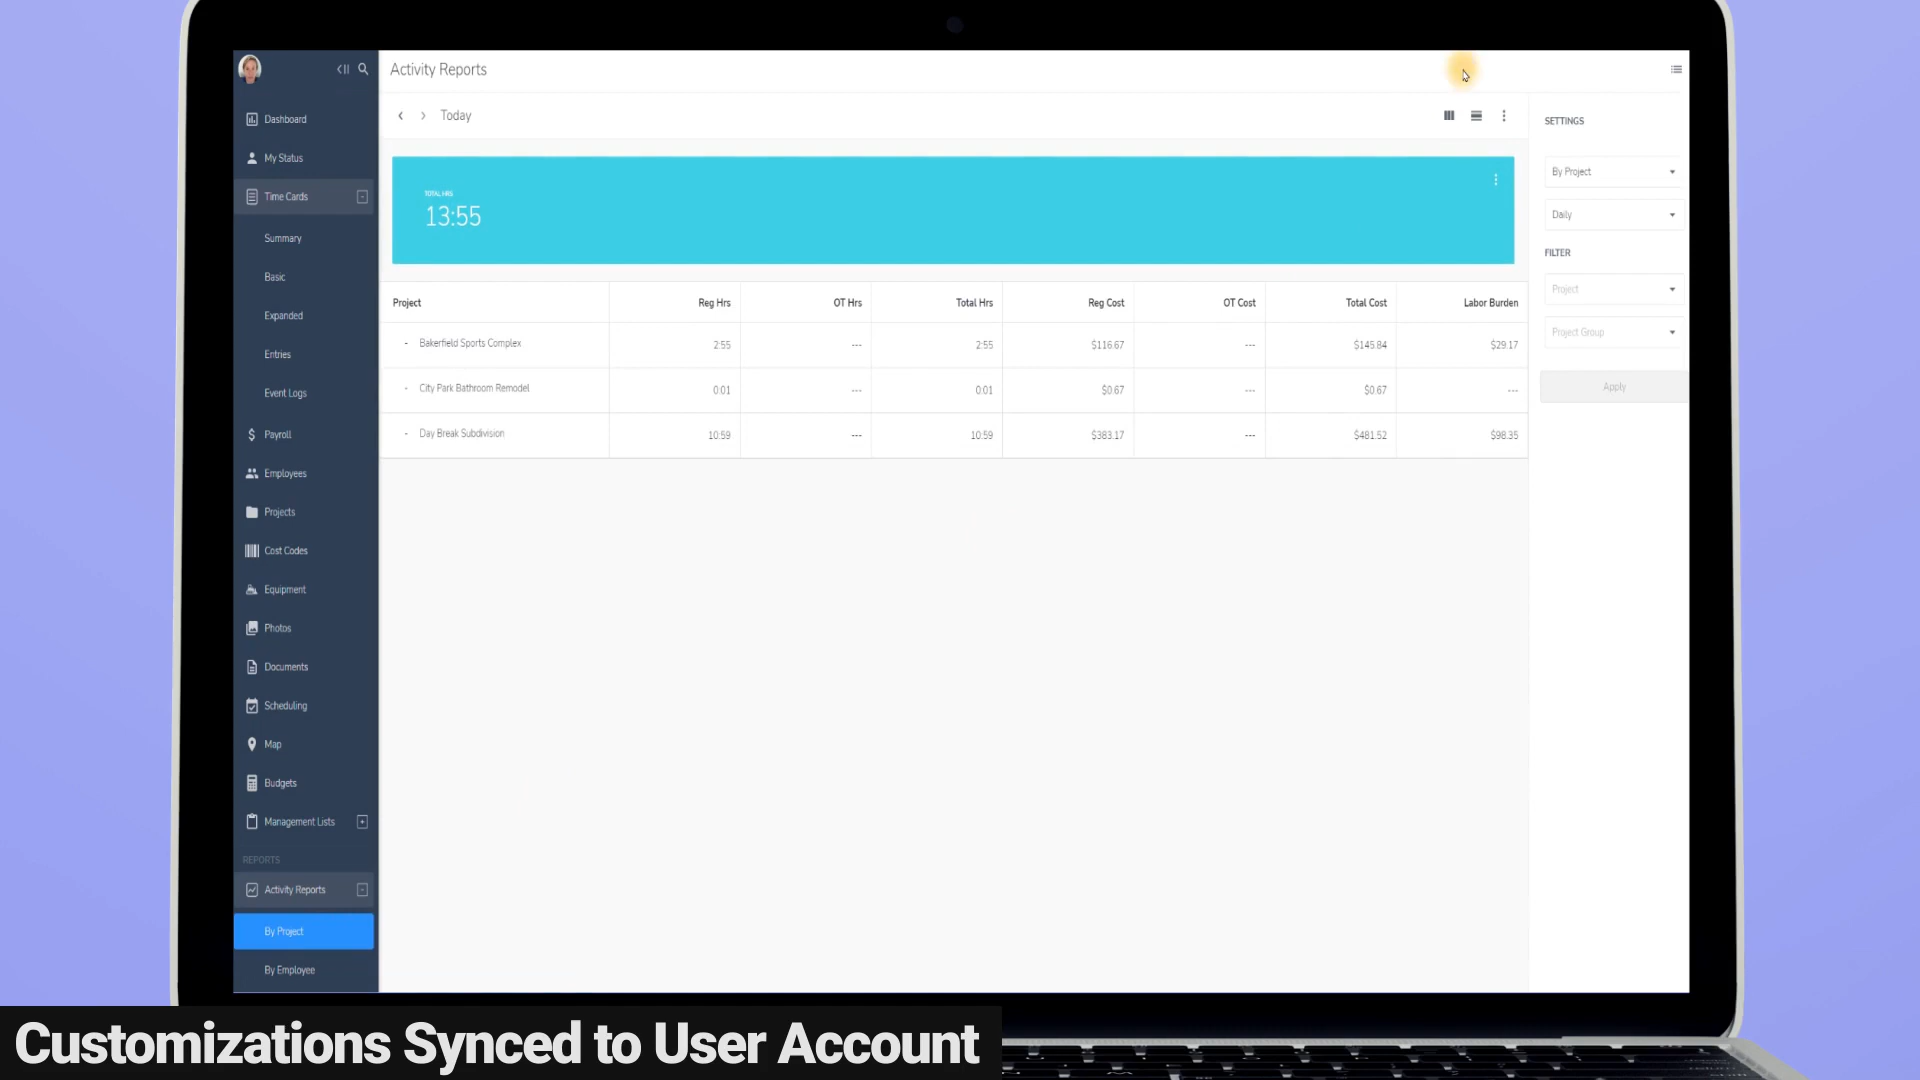 Activity Reports
Dashboard
My Status
Time Cards
Summary
Basic
Expanded
Entries
Event Logs
Payroll
Employees
Projects
Cost Codes
Equipment
Photos
Documents
Scheduling
Map
Budgets
Management Lists
REPORTS
Activity Reports
By Project
By Employee
Today
TOTAL HRS
13:55
Project Reg Hrs OT Hrs Total Hrs Reg Cost OT Cost Total Cost Labor Burden
- Bakerfield Sports Complex 2:55 --- 2:55 $116.67 --- $145.84 $29.17
- City Park Bathroom Remodel 0:01 --- 0:01 $0.67 --- $0.67 ---
- Day Break Subdivision 10:59 --- 10:59 $383.17 --- $481.52 $98.35
SETTINGS
By Project
Daily
FILTER
Project
Project Group
Apply
Customizations Synced to User Account